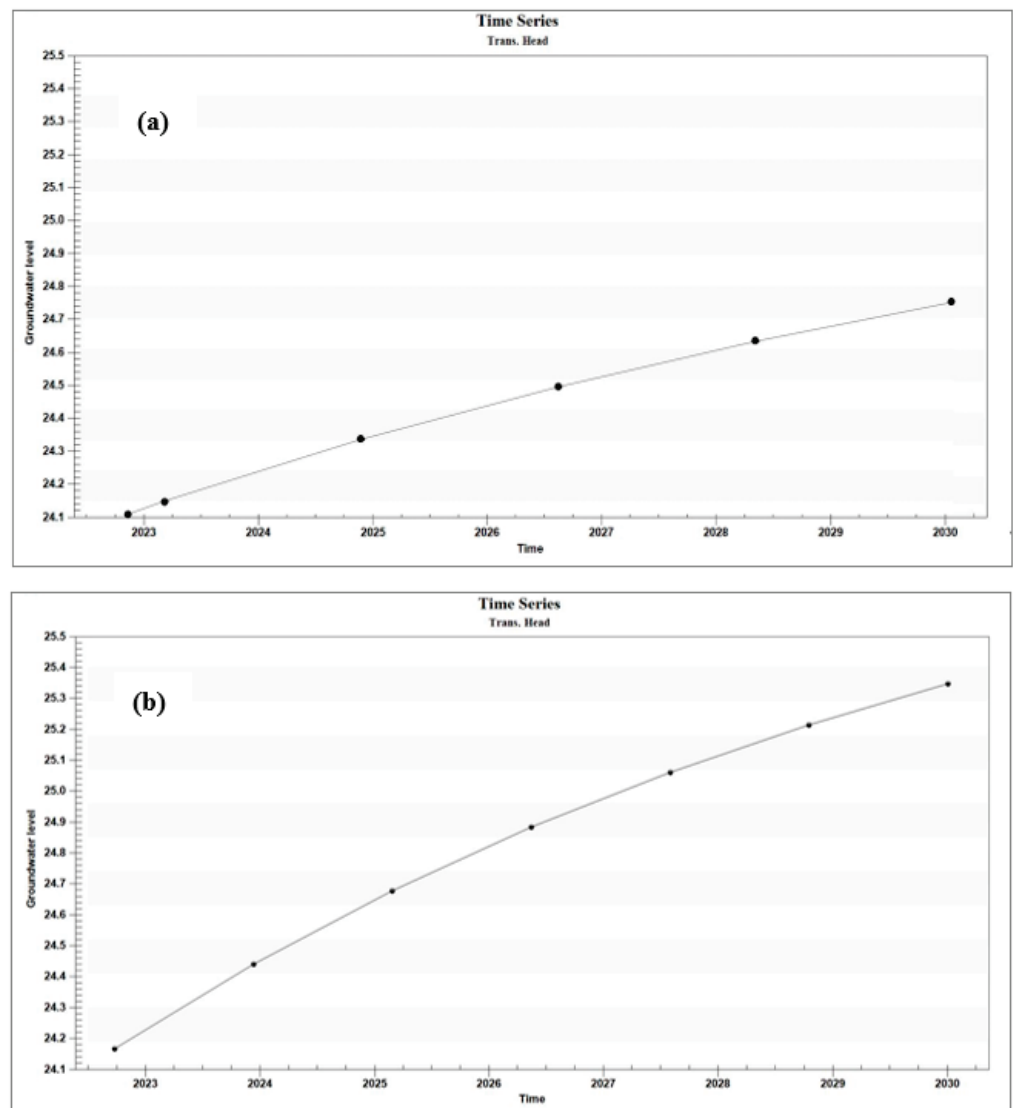 Time Series
Trans. Head
(a)
Groundwater level
25.5
25.4
25.3
25.2
25.1
25.0
24.9
24.8
24.7
24.6
24.5
24.4
24.3
24.2
24.1
2023 2024 2025 2026 2027 2028 2029 2030
Time
Time Series
Trans. Head
(b)
Groundwater level
25.5
25.4
25.3
25.2
25.1
25.0
24.9
24.8
24.7
24.6
24.5
24.4
24.3
24.2
24.1
2023 2024 2025 2026 2027 2028 2029 2030
Time